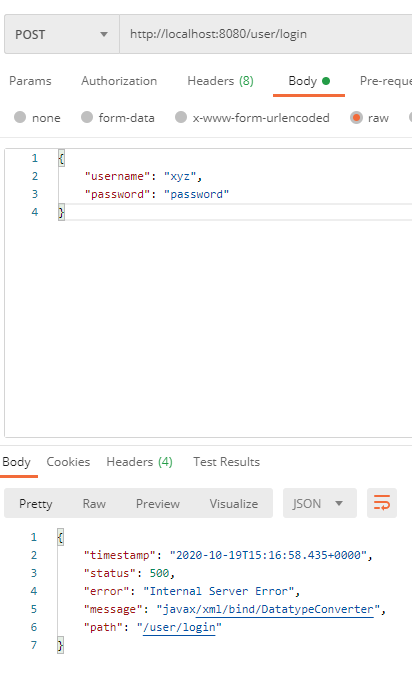 POST http://localhost:8080/user/login
Params Authorization Headers (8) Body Pre-reque
none form-data x-www-form-urlencoded raw
1 {
2 "username": "xyz",
3 "password": "password"
4 }
Body Cookies Headers (4) Test Results
Pretty Raw Preview Visualize JSON
1 {
2 "timestamp": "2020-10-19T15:16:58.435+0000",
3 "status": 500,
4 "error": "Internal Server Error",
5 "message": "javax/xml/bind/DatatypeConverter",
6 "path": "/user/login"
7 }